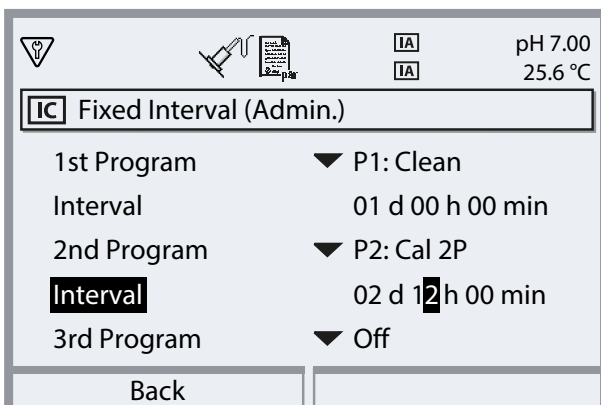 par
IA pH 7.00
IA 25.6 °C
IC Fixed Interval (Admin.)
1st Program P1: Clean
Interval 01 d 00 h 00 min
2nd Program P2: Cal 2P
Interval 02 d 12 h 00 min
3rd Program Off
Back